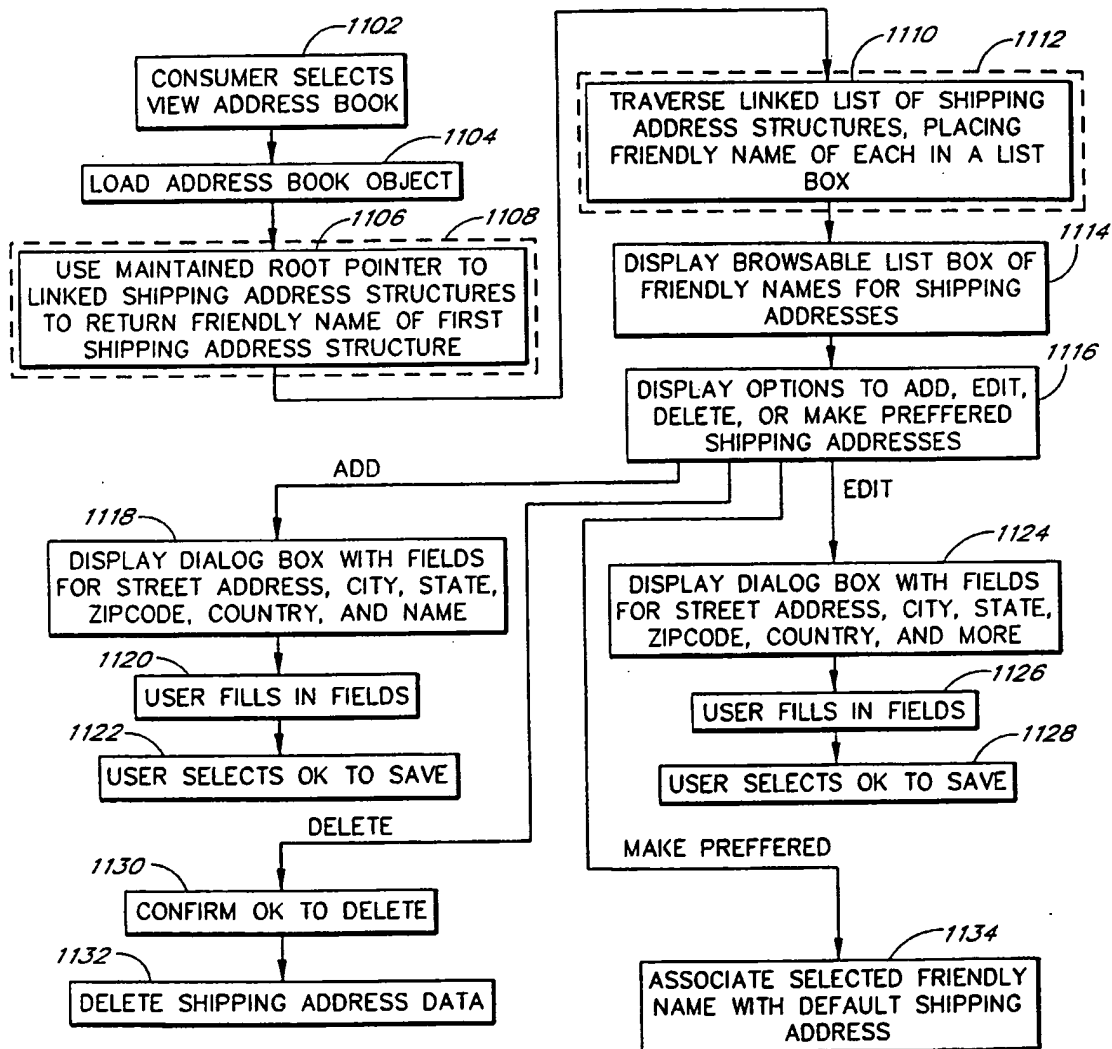 1102
CONSUMER SELECTS
VIEW ADDRESS BOOK
1104
LOAD ADDRESS BOOK OBJECT
1106
1108
USE MAINTAINED ROOT POINTER TO
LINKED SHIPPING ADDRESS STRUCTURES
TO RETURN FRIENDLY NAME OF FIRST
SHIPPING ADDRESS STRUCTURE
1110
1112
TRAVERSE LINKED LIST OF SHIPPING
ADDRESS STRUCTURES, PLACING
FRIENDLY NAME OF EACH IN A LIST
BOX
1114
DISPLAY BROWSABLE LIST BOX OF
FRIENDLY NAMES FOR SHIPPING
ADDRESSES
1116
DISPLAY OPTIONS TO ADD, EDIT,
DELETE, OR MAKE PREFFERED
SHIPPING ADDRESSES
ADD
1118
DISPLAY DIALOG BOX WITH FIELDS
FOR STREET ADDRESS, CITY, STATE,
ZIPCODE, COUNTRY, AND NAME
1120
USER FILLS IN FIELDS
1122
USER SELECTS OK TO SAVE
EDIT
1124
DISPLAY DIALOG BOX WITH FIELDS
FOR STREET ADDRESS, CITY, STATE,
ZIPCODE, COUNTRY, AND MORE
1126
USER FILLS IN FIELDS
1128
USER SELECTS OK TO SAVE
DELETE
1130
CONFIRM OK TO DELETE
1132
DELETE SHIPPING ADDRESS DATA
MAKE PREFFERED
1134
ASSOCIATE SELECTED FRIENDLY
NAME WITH DEFAULT SHIPPING
ADDRESS